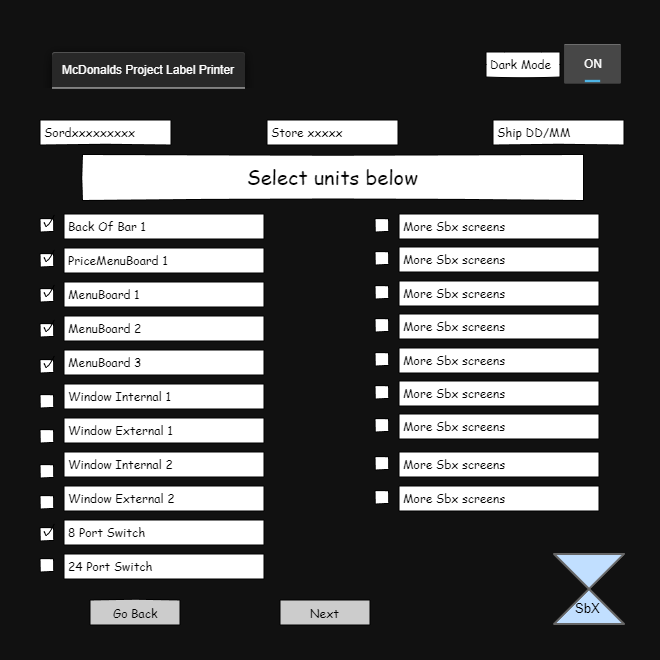 McDonalds Project Label Printer
Dark Mode
ON
Sordxxxxxxxxx
Store xxxxx
Ship DD/MM
Select units below
Back Of Bar 1
PriceMenuBoard 1
MenuBoard 1
MenuBoard 2
MenuBoard 3
Window Internal 1
Window External 1
Window Internal 2
Window External 2
8 Port Switch
24 Port Switch
More Sbx screens
More Sbx screens
More Sbx screens
More Sbx screens
More Sbx screens
More Sbx screens
More Sbx screens
More Sbx screens
More Sbx screens
Go Back
Next
SbX